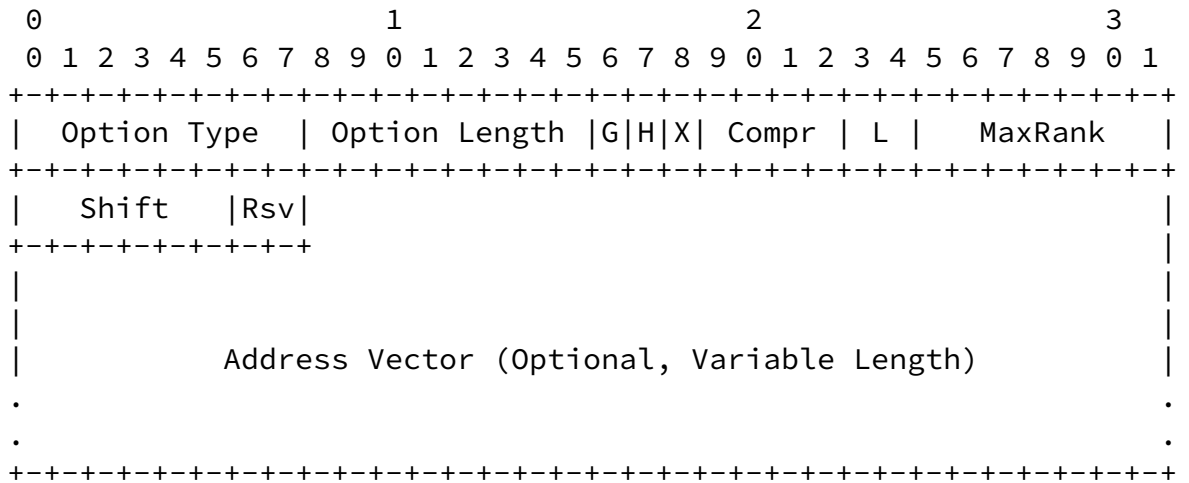 0                   1                   2                   3
 0 1 2 3 4 5 6 7 8 9 0 1 2 3 4 5 6 7 8 9 0 1 2 3 4 5 6 7 8 9 0 1
+-+-+-+-+-+-+-+-+-+-+-+-+-+-+-+-+-+-+-+-+-+-+-+-+-+-+-+-+-+-+-+-+
|  Option Type  | Option Length |G|H|X| Compr | L |   MaxRank   |
+-+-+-+-+-+-+-+-+-+-+-+-+-+-+-+-+-+-+-+-+-+-+-+-+-+-+-+-+-+-+-+-+
|   Shift   |Rsv|                                               |
+-+-+-+-+-+-+-+-+                                               |
|                                                               |
|                                                               |
|           Address Vector (Optional, Variable Length)          |
.                                                               .
.                                                               .
+-+-+-+-+-+-+-+-+-+-+-+-+-+-+-+-+-+-+-+-+-+-+-+-+-+-+-+-+-+-+-+-+